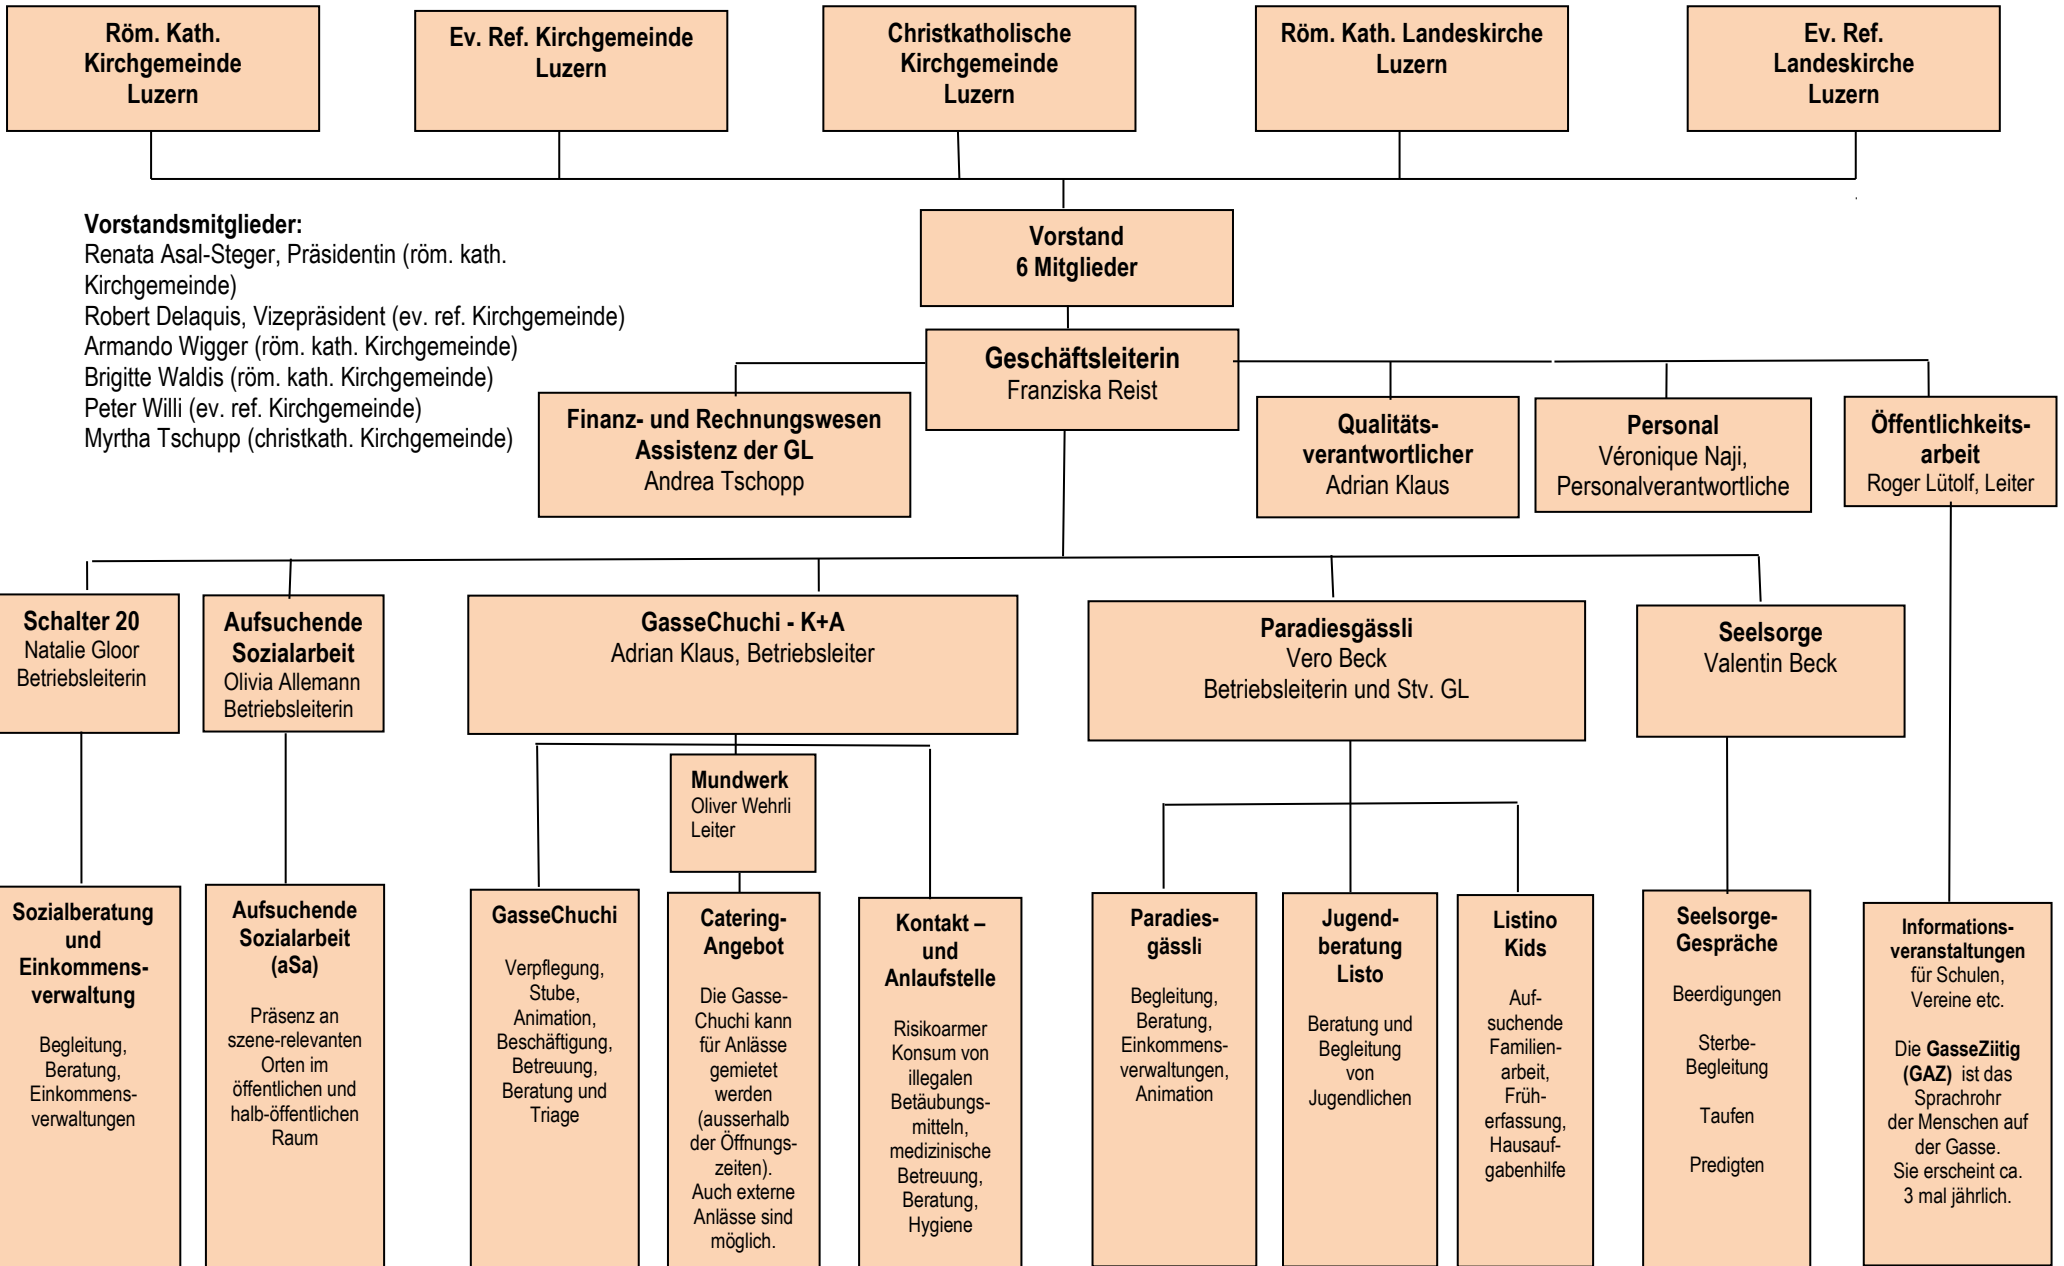 Röm. Kath.
Kirchgemeinde
Luzern
Ev. Ref. Kirchgemeinde
Luzern
Christkatholische
Kirchgemeinde
Luzern
Röm. Kath. Landeskirche
Luzern
Ev. Ref.
Landeskirche
Luzern
Vorstandsmitglieder:
Renata Asal-Steger, Präsidentin (röm. kath.
Kirchgemeinde)
Robert Delaquis, Vizepräsident (ev. ref. Kirchgemeinde)
Armando Wigger (röm. kath. Kirchgemeinde)
Brigitte Waldis (röm. kath. Kirchgemeinde)
Peter Willi (ev. ref. Kirchgemeinde)
Myrtha Tschupp (christkath. Kirchgemeinde)
Vorstand
6 Mitglieder
Geschäftsleiterin
Franziska Reist
Finanz- und Rechnungswesen
Assistenz der GL
Andrea Tschopp
Qualitäts-
verantwortlicher
Adrian Klaus
Personal
Véronique Naji,
Personalverantwortliche
Öffentlichkeits-
arbeit
Roger Lütolf, Leiter
Schalter 20
Natalie Gloor
Betriebsleiterin
Aufsuchende
Sozialarbeit
Olivia Allemann
Betriebsleiterin
GasseChuchi - K+A
Adrian Klaus, Betriebsleiter
Paradiesgässli
Vero Beck
Betriebsleiterin und Stv. GL
Seelsorge
Valentin Beck
Mundwerk
Oliver Wehrli
Leiter
Sozialberatung
und
Einkommens-
verwaltung
Begleitung,
Beratung,
Einkommens-
verwaltungen
Aufsuchende
Sozialarbeit
(aSa)
Präsenz an
szene-relevanten
Orten im
öffentlichen und
halb-öffentlichen
Raum
GasseChuchi
Verpflegung,
Stube,
Animation,
Beschäftigung,
Betreuung,
Beratung und
Triage
Catering-
Angebot
Die Gasse-
Chuchi kann
für Anlässe
gemietet
werden
(ausserhalb
der Öffnungs-
zeiten).
Auch externe
Anlässe sind
möglich.
Kontakt –
und
Anlaufstelle
Risikoarmer
Konsum von
illegalen
Betäubungs-
mitteln,
medizinische
Betreuung,
Beratung,
Hygiene
Paradies-
gässli
Begleitung,
Beratung,
Einkommens-
verwaltungen,
Animation
Jugend-
beratung
Listo
Beratung und
Begleitung
von
Jugendlichen
Listino
Kids
Auf-
suchende
Familien-
arbeit,
Früh-
erfassung,
Hausauf-
gabenhilfe
Seelsorge-
Gespräche
Beerdigungen
Sterbe-
Begleitung
Taufen
Predigten
Informations-
veranstaltungen
für Schulen,
Vereine etc.
Die GasseZiitig
(GAZ) ist das
Sprachrohr
der Menschen auf
der Gasse.
Sie erscheint ca.
3 mal jährlich.